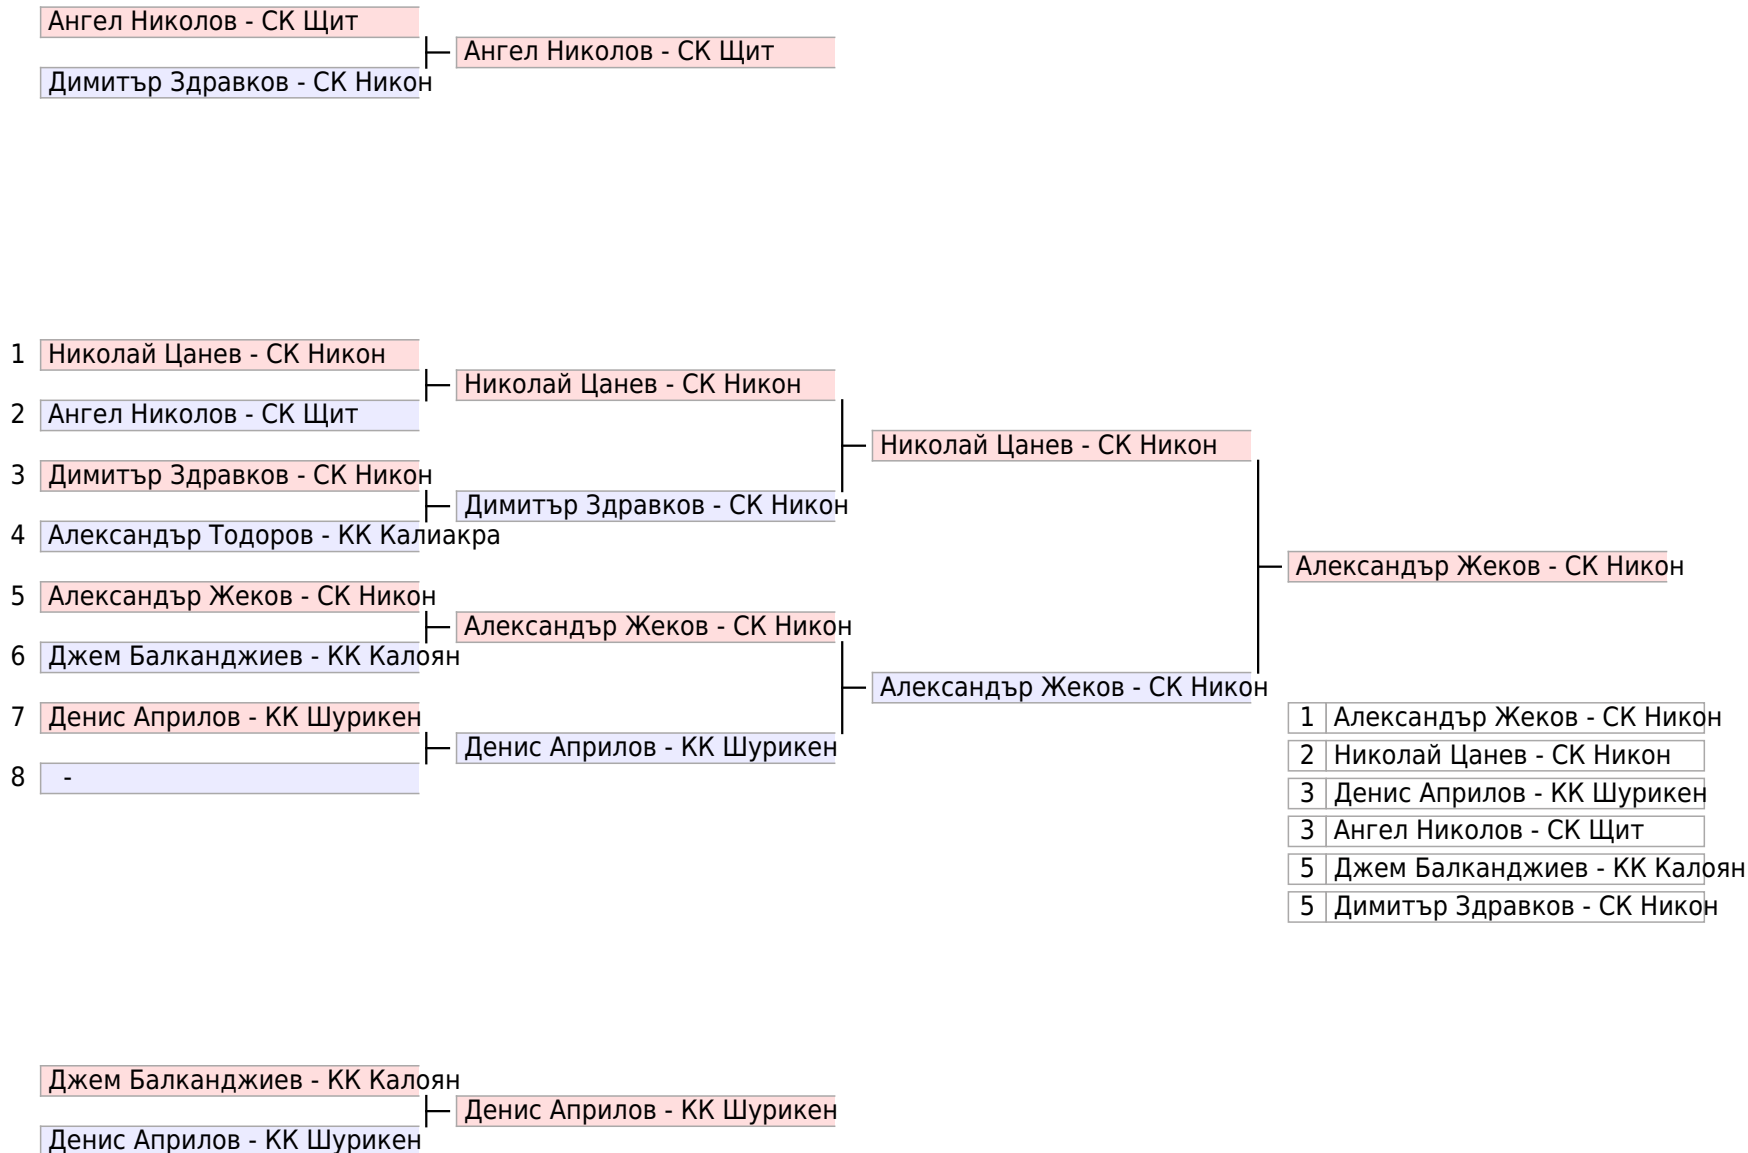 Ангел Николов - СК Щит
Ангел Николов - СК Щит
Димитър Здравков - СК Никон
1 Николай Цанев - СК Никон
Николай Цанев - СК Никон
2 Ангел Николов - СК Щит
Николай Цанев - СК Никон
3 Димитър Здравков - СК Никон
Димитър Здравков - СК Никон
4 Александър Тодоров - КК Калиакра
Александър Жеков - СК Никон
5 Александър Жеков - СК Никон
Александър Жеков - СК Никон
6 Джем Балканджиев - КК Калоян
Александър Жеков - СК Никон
7 Денис Априлов - КК Шурикен
Денис Априлов - КК Шурикен
8 -
1 Александър Жеков - СК Никон
2 Николай Цанев - СК Никон
3 Денис Априлов - КК Шурикен
3 Ангел Николов - СК Щит
5 Джем Балканджиев - КК Калоян
5 Димитър Здравков - СК Никон
Джем Балканджиев - КК Калоян
Денис Априлов - КК Шурикен
Денис Априлов - КК Шурикен